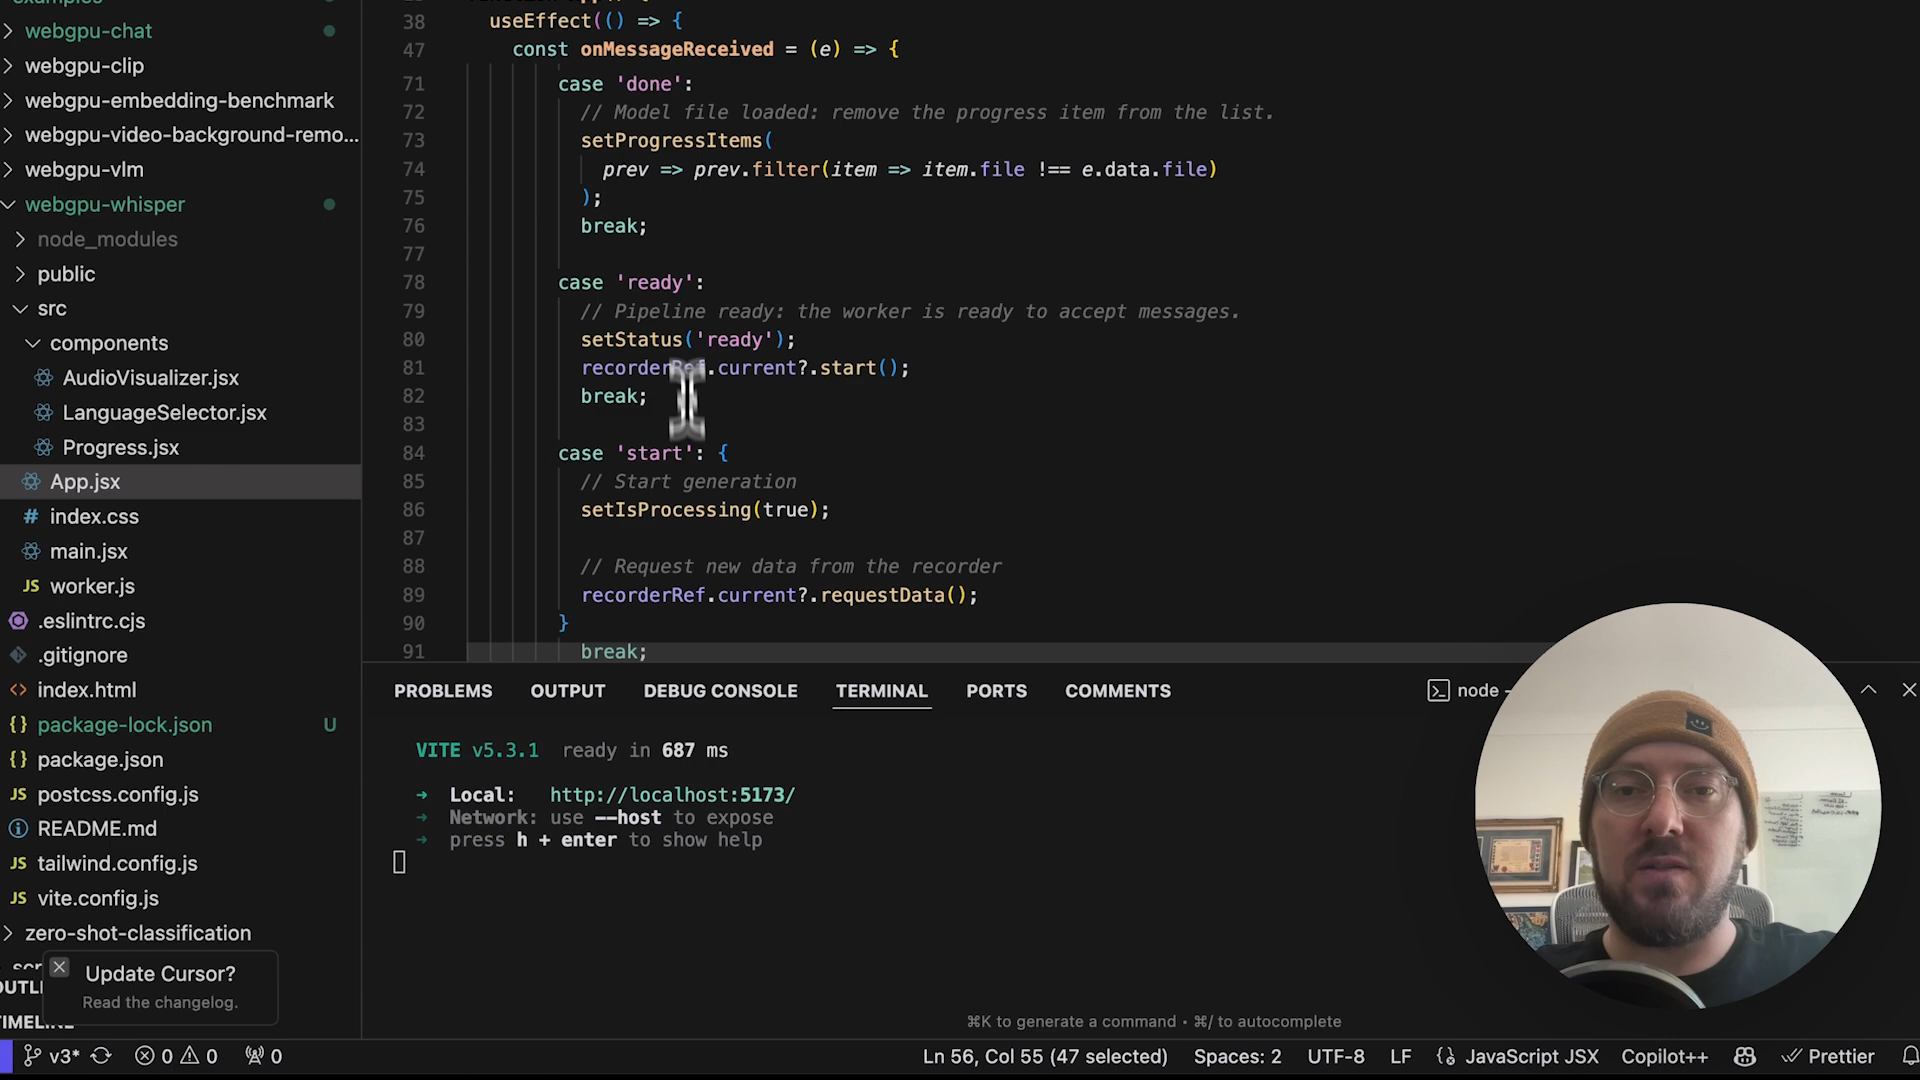 examples
webgpu-chat
webgpu-clip
webgpu-embedding-benchmark
webgpu-video-background-remo...
webgpu-vlm
webgpu-whisper
node_modules
public
src
components
AudioVisualizer.jsx
LanguageSelector.jsx
Progress.jsx
App.jsx
# index.css
main.jsx
JS worker.js
.eslintrc.cjs
.gitignore
<> index.html
{} package-lock.json U
{} package.json
JS postcss.config.js
README.md
JS tailwind.config.js
JS vite.config.js
zero-shot-classification
Update Cursor?
Read the changelog.
38 useEffect(() => {
47 const onMessageReceived = (e) => {
71 case 'done':
72 // Model file loaded: remove the progress item from the list.
73 setProgressItems(
74 prev => prev.filter(item => item.file !== e.data.file)
75 );
76 break;
77
78 case 'ready':
79 // Pipeline ready: the worker is ready to accept messages.
80 setStatus('ready');
81 recorderRef.current?.start();
82 break;
83
84 case 'start': {
85 // Start generation
86 setIsProcessing(true);
87
88 // Request new data from the recorder
89 recorderRef.current?.requestData();
90 }
91 break;
PROBLEMS OUTPUT DEBUG CONSOLE TERMINAL PORTS COMMENTS node -
VITE v5.3.1 ready in 687 ms
➜ Local: http://localhost:5173/
➜ Network: use --host to expose
➜ press h + enter to show help
⌘K to generate a command • ⌘/ to autocomplete
v3* 0 0 0 Ln 56, Col 55 (47 selected) Spaces: 2 UTF-8 LF {} JavaScript JSX Copilot++ Prettier